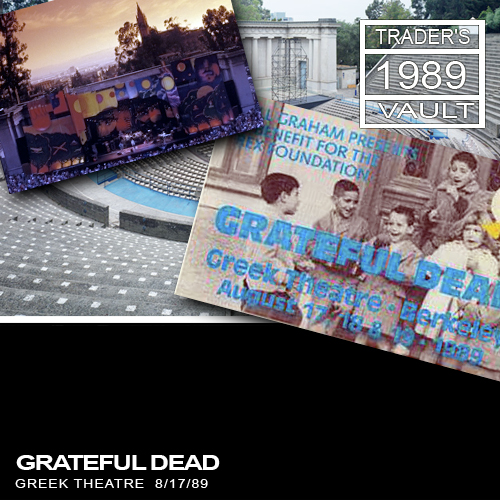 TRADER'S
1989
VAULT
GRAHAM PRESENTS
BENEFIT FOR THE
REX FOUNDATION
GRATEFUL DEAD
Greek Theatre • Berkeley
August 17, 18 & 19 • 1989
GRATEFUL DEAD
GREEK THEATRE 8/17/89